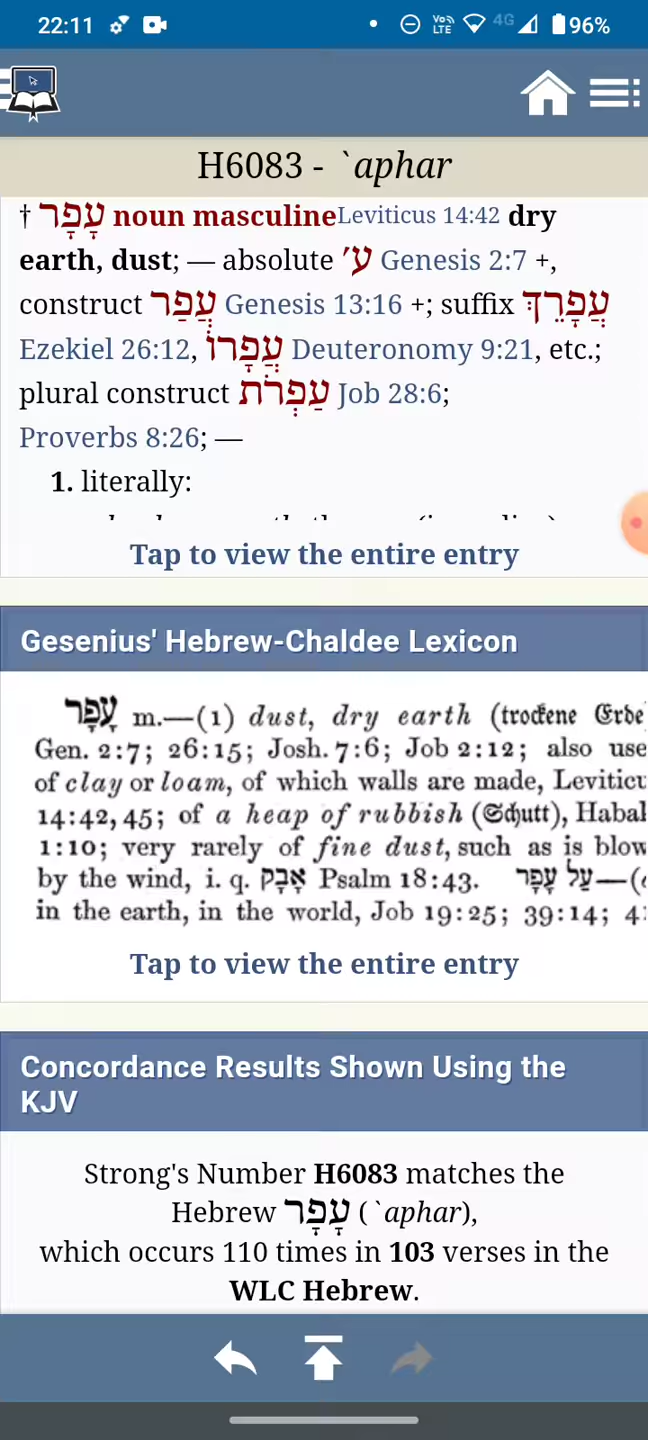 22:11 VoLTE 4G 96%
H6083 - `aphar
† עָפָר noun masculineLeviticus 14:42 dry
earth, dust; — absolute ע׳ Genesis 2:7 +,
construct עֲפַר Genesis 13:16 +; suffix עֲפָרֵךְ
Ezekiel 26:12, עֲפָרוֹ Deuteronomy 9:21, etc.;
plural construct עַפְרֹת Job 28:6;
Proverbs 8:26; —
1. literally:
Tap to view the entire entry
Gesenius' Hebrew-Chaldee Lexicon
עָפָר m.—(1) dust, dry earth (trockene Erde
Gen. 2:7; 26:15; Josh. 7:6; Job 2:12; also use
of clay or loam, of which walls are made, Levitic
14:42, 45; of a heap of rubbish (Schutt), Habak
1:10; very rarely of fine dust, such as is blow
by the wind, i. q. אָבָק Psalm 18:43. עַל עָפָר—(
in the earth, in the world, Job 19:25; 39:14; 4
Tap to view the entire entry
Concordance Results Shown Using the
KJV
Strong's Number H6083 matches the
Hebrew עָפָר (`aphar),
which occurs 110 times in 103 verses in the
WLC Hebrew.